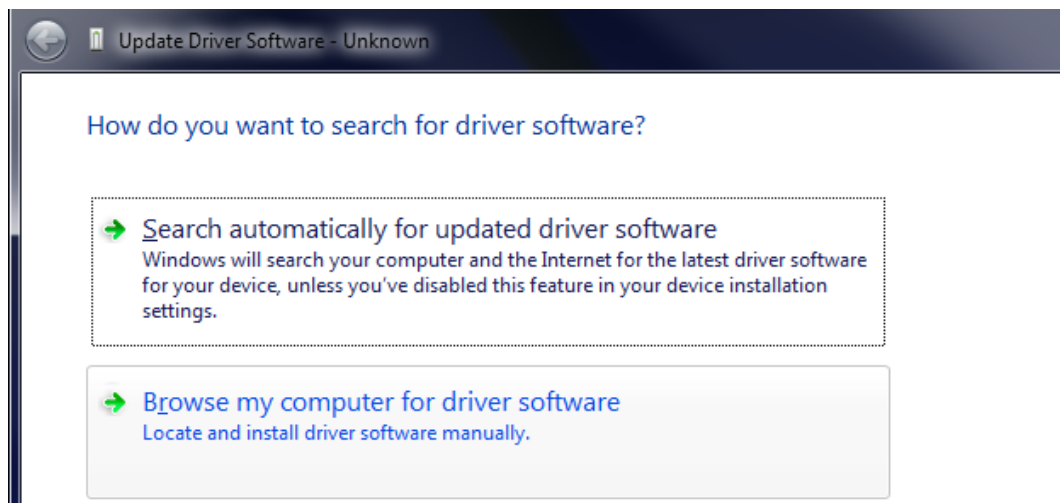 Update Driver Software - Unknown
How do you want to search for driver software?
Search automatically for updated driver software
Windows will search your computer and the Internet for the latest driver software
for your device, unless you've disabled this feature in your device installation
settings.
Browse my computer for driver software
Locate and install driver software manually.